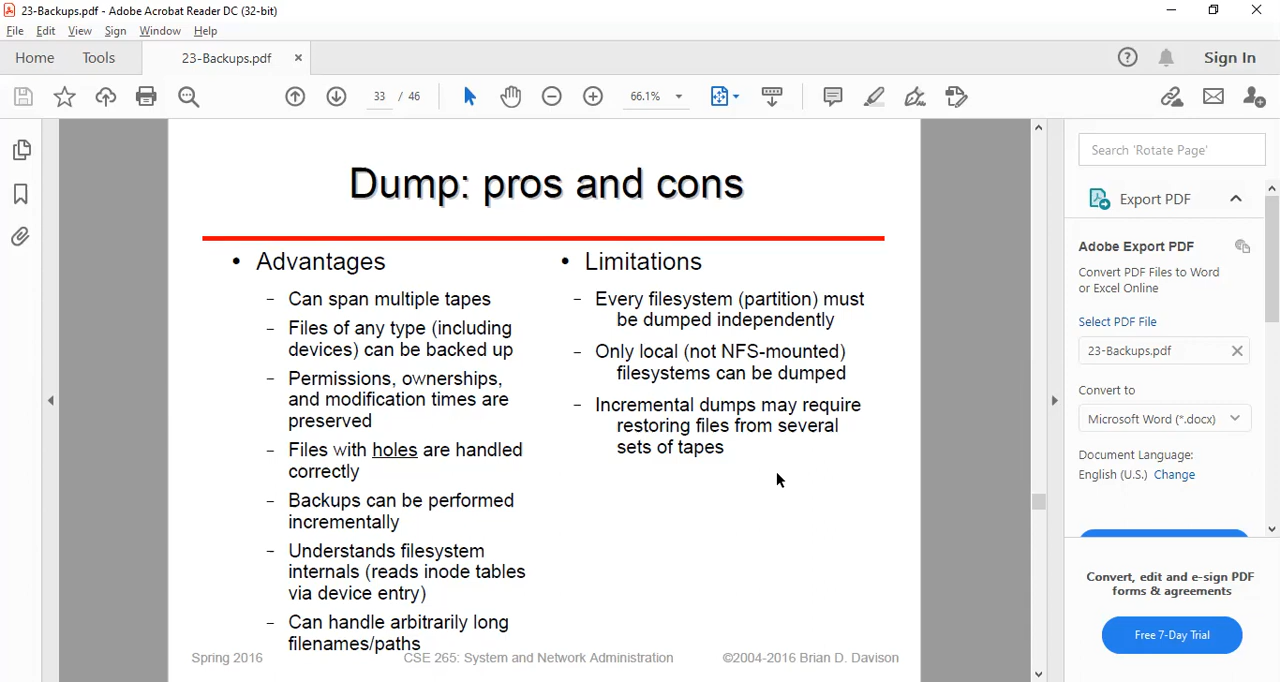 23-Backups.pdf - Adobe Acrobat Reader DC (32-bit)
File Edit View Sign Window Help
Home Tools 23-Backups.pdf × Sign In
33 / 46 66.1%
Dump: pros and cons
• Advantages
– Can span multiple tapes
– Files of any type (including
devices) can be backed up
– Permissions, ownerships,
and modification times are
preserved
– Files with holes are handled
correctly
– Backups can be performed
incrementally
– Understands filesystem
internals (reads inode tables
via device entry)
– Can handle arbitrarily long
filenames/paths
• Limitations
– Every filesystem (partition) must
be dumped independently
– Only local (not NFS-mounted)
filesystems can be dumped
– Incremental dumps may require
restoring files from several
sets of tapes
Spring 2016 CSE 265: System and Network Administration ©2004-2016 Brian D. Davison
Search 'Rotate Page'
Export PDF
Adobe Export PDF
Convert PDF Files to Word
or Excel Online
Select PDF File
23-Backups.pdf
Convert to
Microsoft Word (*.docx)
Document Language:
English (U.S.) Change
Convert, edit and e-sign PDF
forms & agreements
Free 7-Day Trial